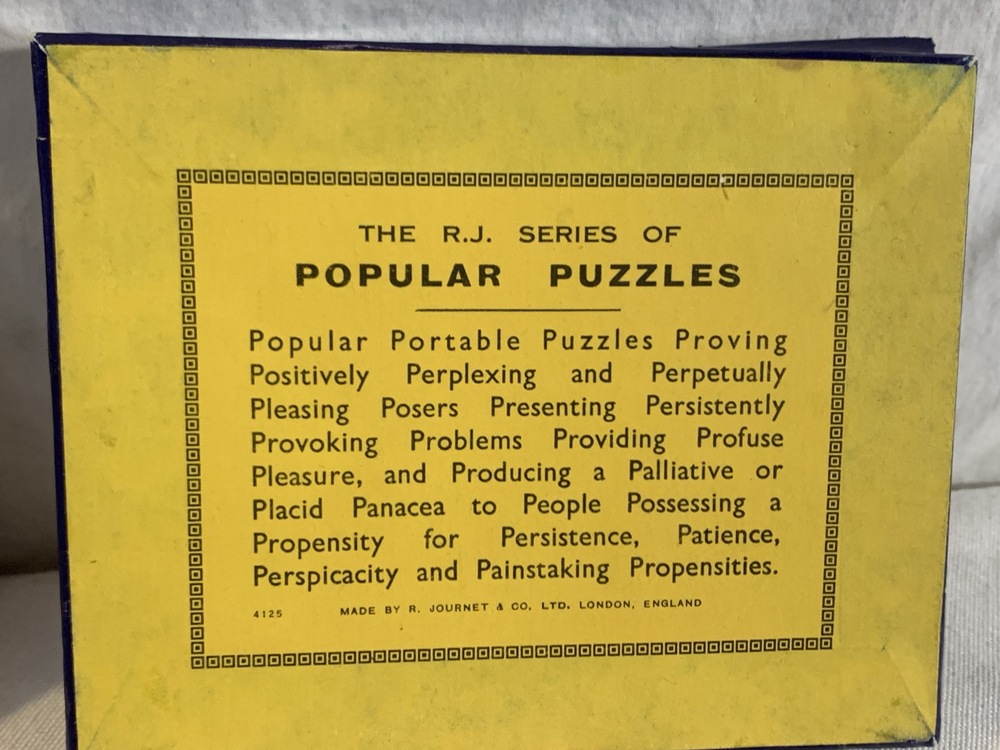 THE R.J. SERIES OF
POPULAR PUZZLES
Popular Portable Puzzles Proving
Positively Perplexing and Perpetually
Pleasing Posers Presenting Persistently
Provoking Problems Providing Profuse
Pleasure, and Producing a Palliative or
Placid Panacea to People Possessing a
Propensity for Persistence, Patience,
Perspicacity and Painstaking Propensities.
4125 MADE BY R. JOURNET & CO. LTD. LONDON, ENGLAND